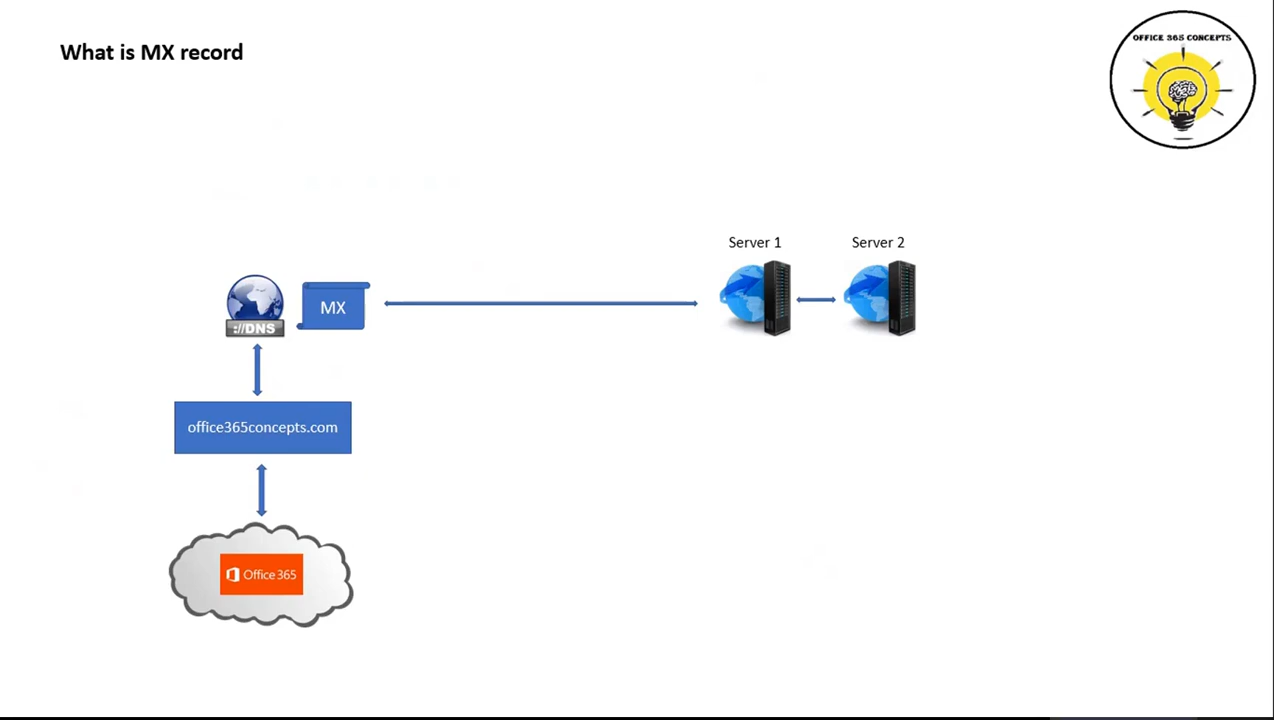 What is MX record
OFFICE 365 CONCEPTS
Server 1
Server 2
MX
://DNS
office365concepts.com
Office 365